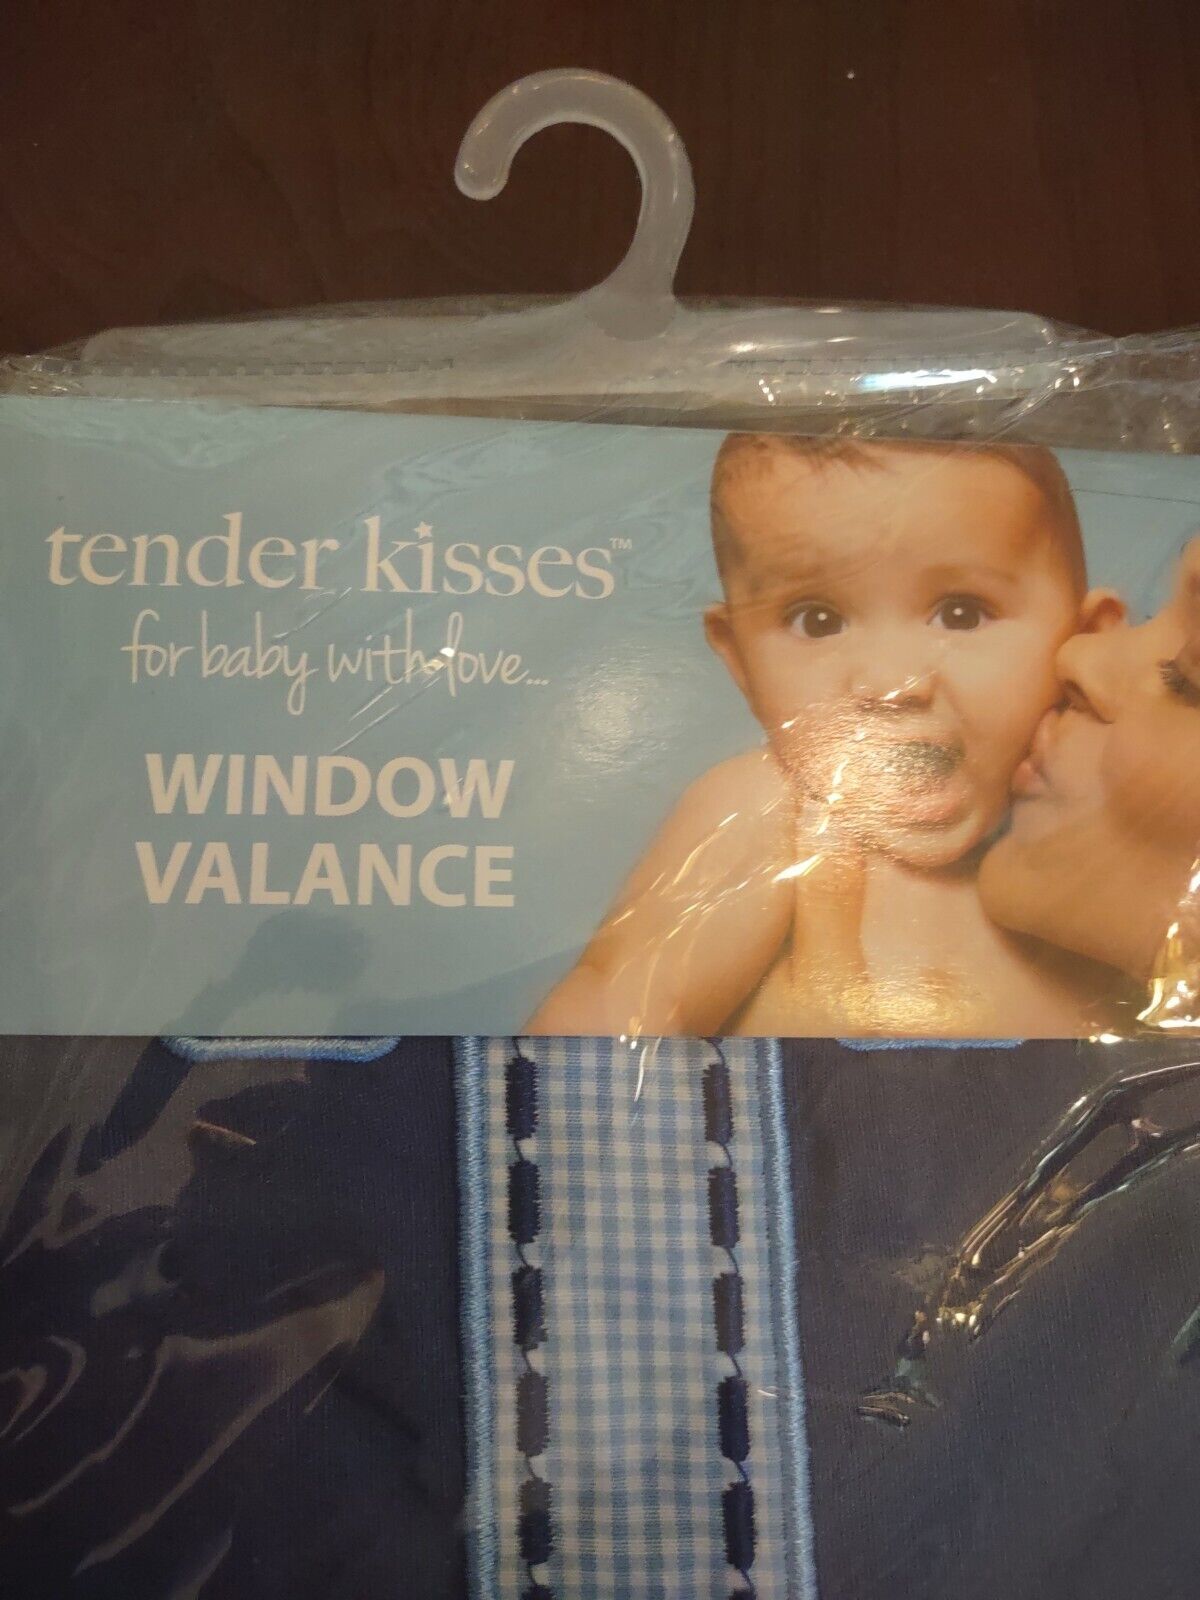 tender kisses™
for baby with love...
WINDOW
VALANCE